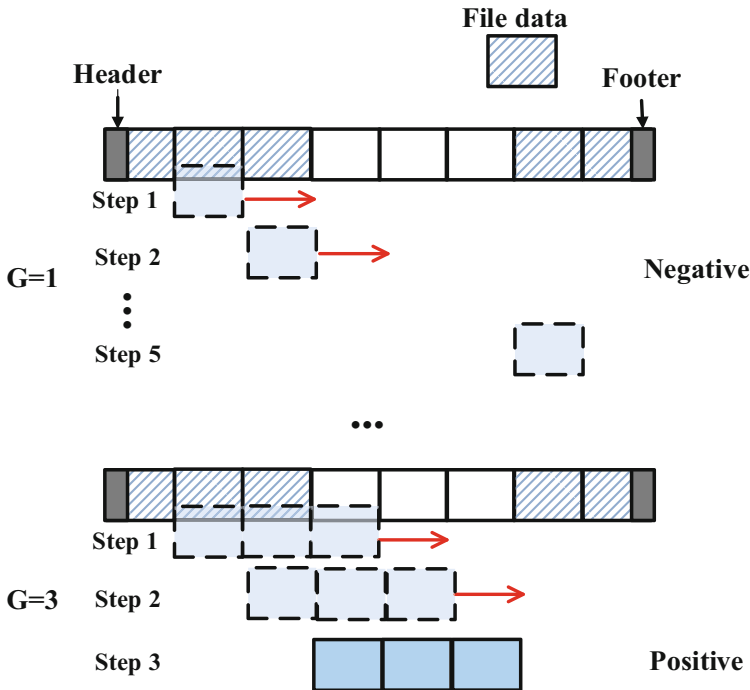 File data
Header
Footer
Step 1
Step 2
G=1
Negative
Step 5
...
Step 1
G=3
Step 2
Step 3
Positive